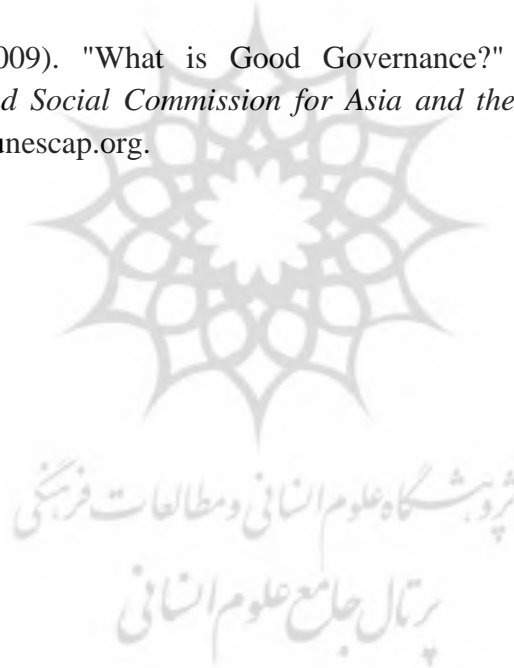 009). "What is Good Governance?"
d Social Commission for Asia and the
unescap.org.
پژوهشگاه علوم انسانی و مطالعات فرهنگی
پرتال جامع علوم انسانی